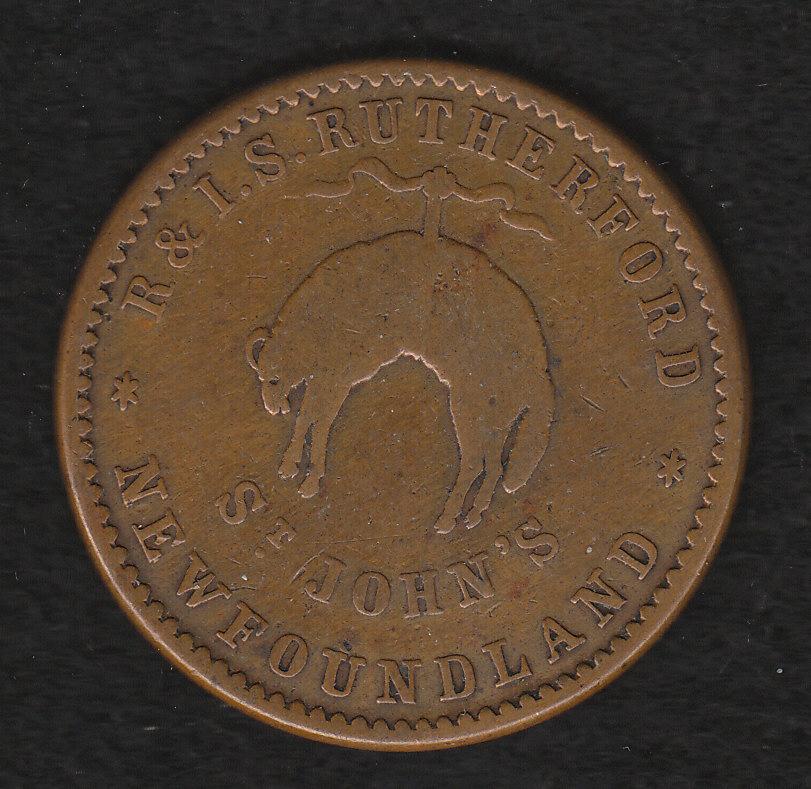 R & I.S. RUTHERFORD
ST. JOHN'S
* NEWFOUNDLAND *